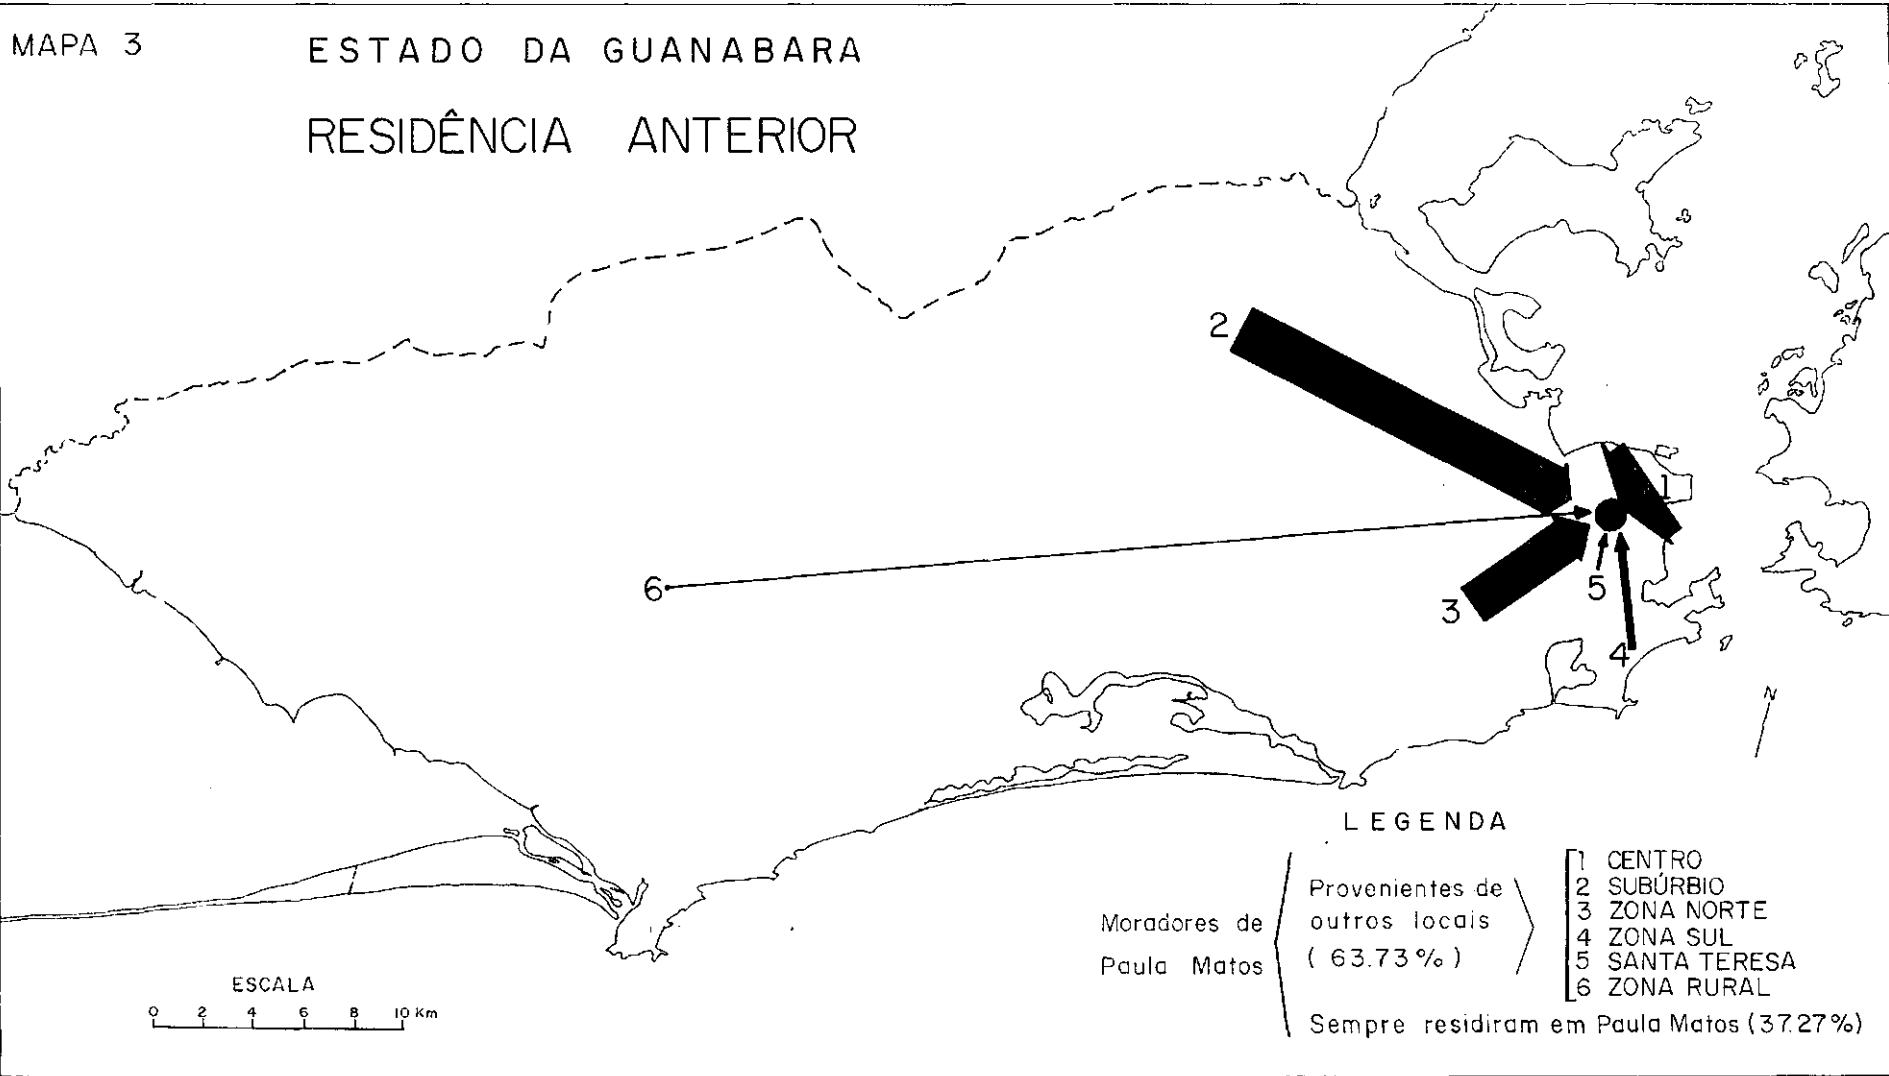 MAPA 3
ESTADO DA GUANABARA
RESIDÊNCIA ANTERIOR
2
1
6
5
3
4
N
LEGENDA
Moradores de
Paula Matos
Provenientes de
outros locais
(63.73%)
1 CENTRO
2 SUBÚRBIO
3 ZONA NORTE
4 ZONA SUL
5 SANTA TERESA
6 ZONA RURAL
Sempre residiram em Paula Matos (37.27%)
ESCALA
0 2 4 6 8 10 Km